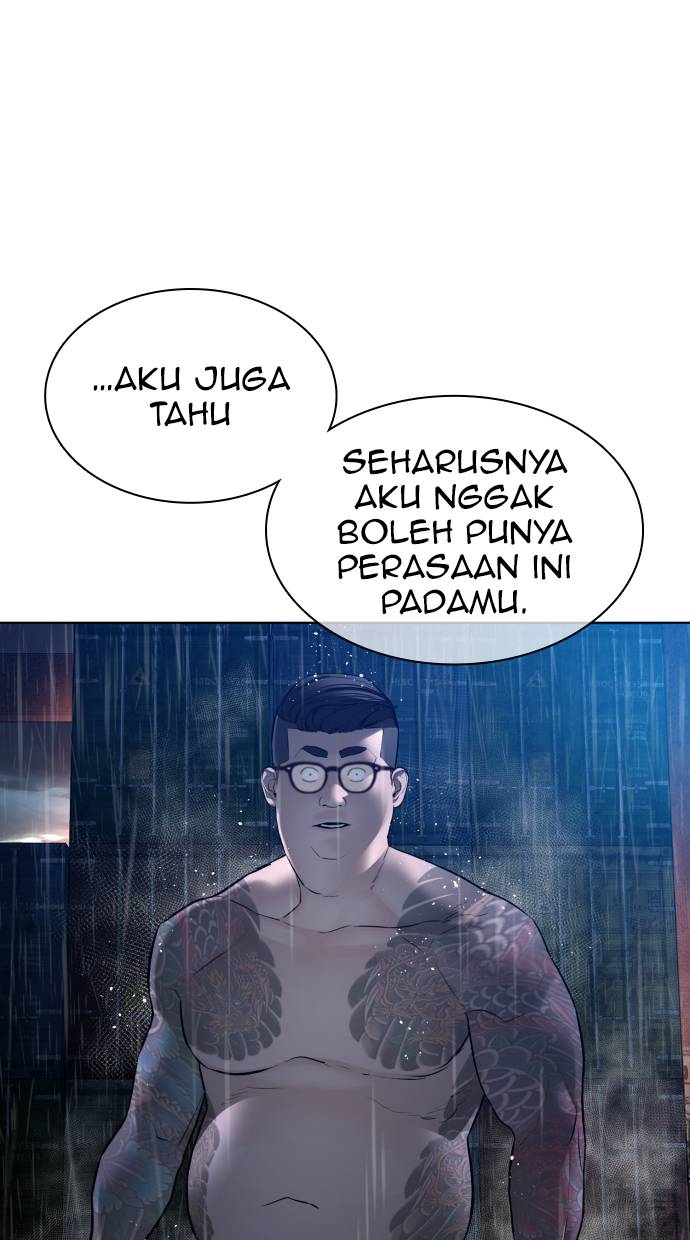 ...AKU JUGA
TAHU
SEHARUSNYA
AKU NGGAK
BOLEH PUNYA
PERASAAN INI
PADAMU.